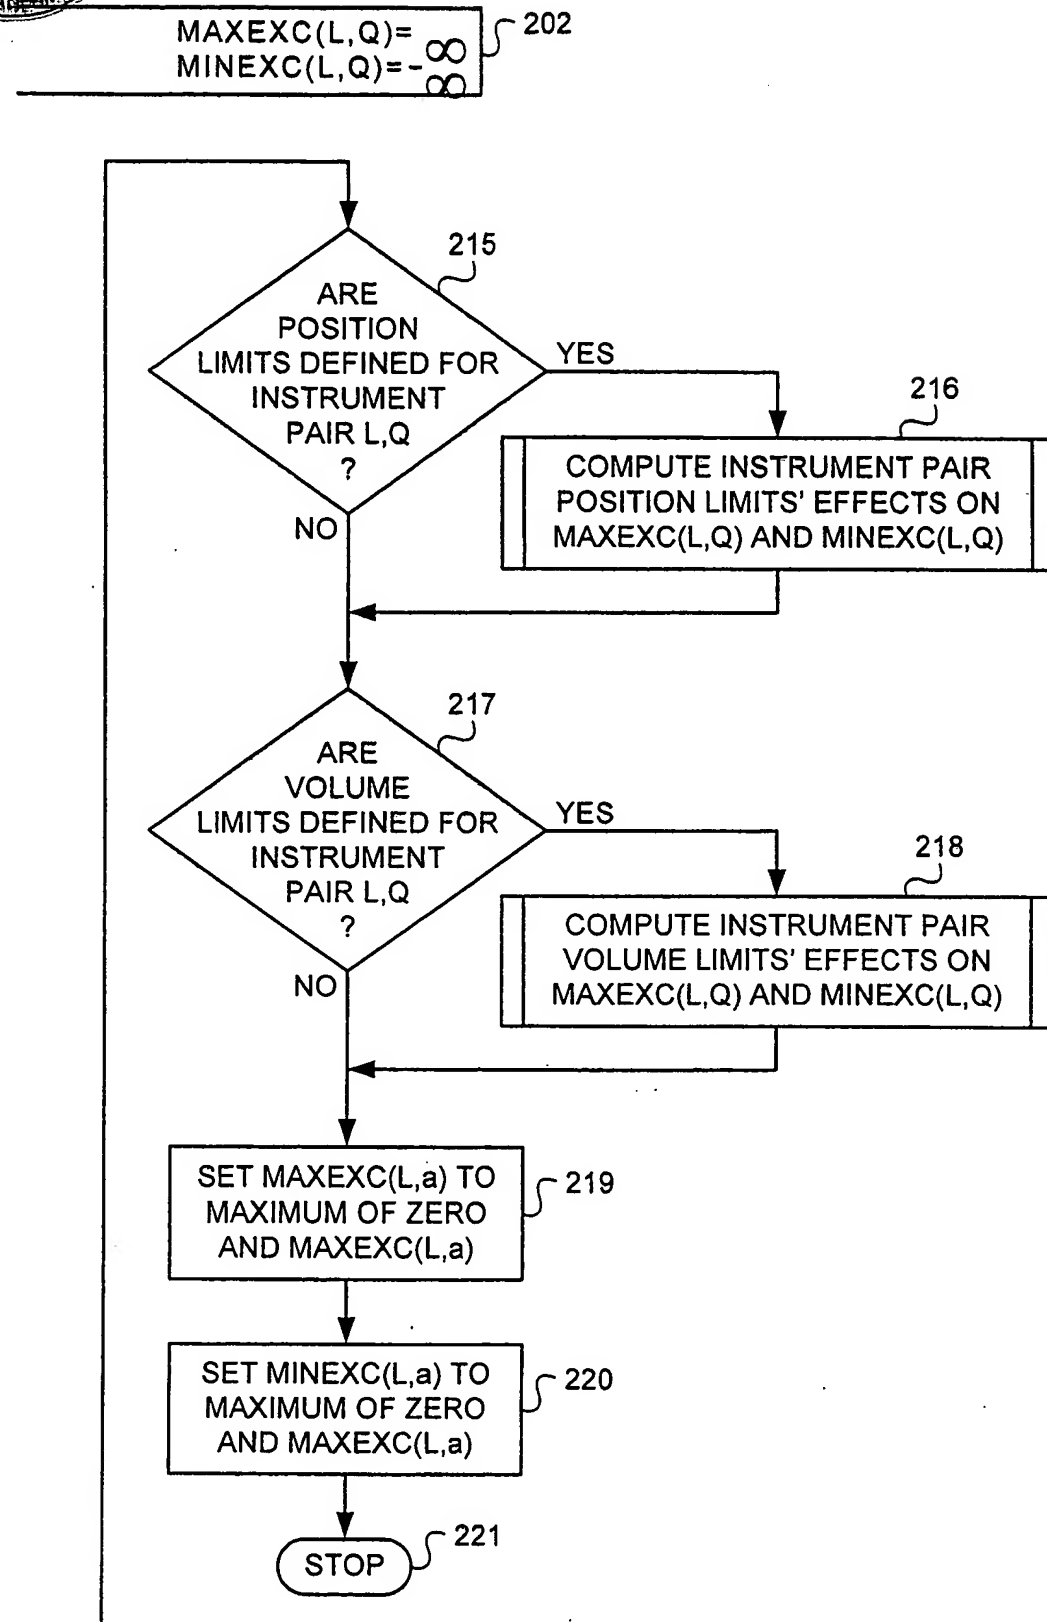 MAXEXC(L,Q)= ∞
MINEXC(L,Q)=-∞
202
215
ARE
POSITION
LIMITS DEFINED FOR
INSTRUMENT
PAIR L,Q
?
YES
NO
216
COMPUTE INSTRUMENT PAIR
POSITION LIMITS' EFFECTS ON
MAXEXC(L,Q) AND MINEXC(L,Q)
217
ARE
VOLUME
LIMITS DEFINED FOR
INSTRUMENT
PAIR L,Q
?
YES
NO
218
COMPUTE INSTRUMENT PAIR
VOLUME LIMITS' EFFECTS ON
MAXEXC(L,Q) AND MINEXC(L,Q)
SET MAXEXC(L,a) TO
MAXIMUM OF ZERO
AND MAXEXC(L,a)
219
SET MINEXC(L,a) TO
MAXIMUM OF ZERO
AND MAXEXC(L,a)
220
STOP
221